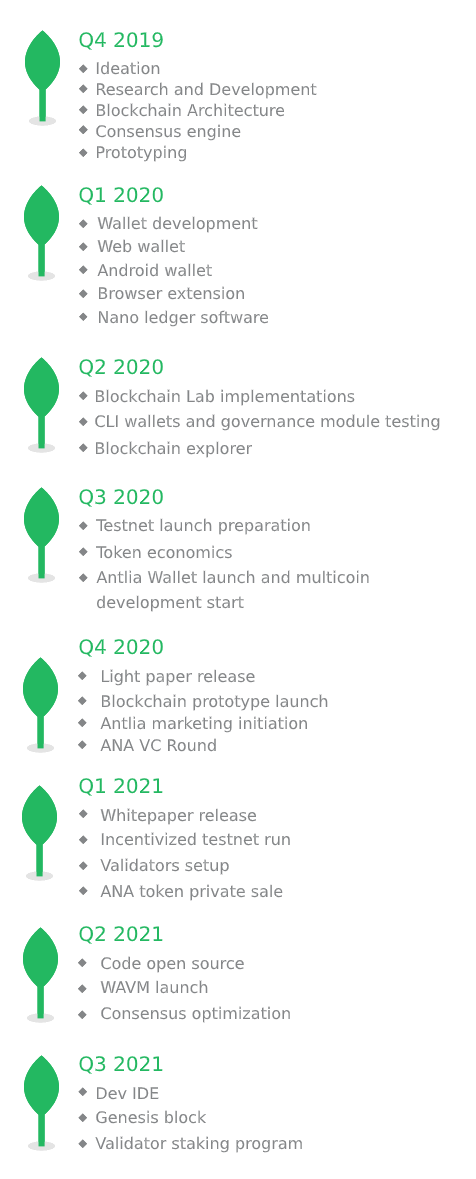 Q4 2019
Ideation
Research and Development
Blockchain Architecture
Consensus engine
Prototyping
Q1 2020
Wallet development
Web wallet
Android wallet
Browser extension
Nano ledger software
Q2 2020
Blockchain Lab implementations
CLI wallets and governance module testing
Blockchain explorer
Q3 2020
Testnet launch preparation
Token economics
Antlia Wallet launch and multicoin
development start
Q4 2020
Light paper release
Blockchain prototype launch
Antlia marketing initiation
ANA VC Round
Q1 2021
Whitepaper release
Incentivized testnet run
Validators setup
ANA token private sale
Q2 2021
Code open source
WAVM launch
Consensus optimization
Q3 2021
Dev IDE
Genesis block
Validator staking program